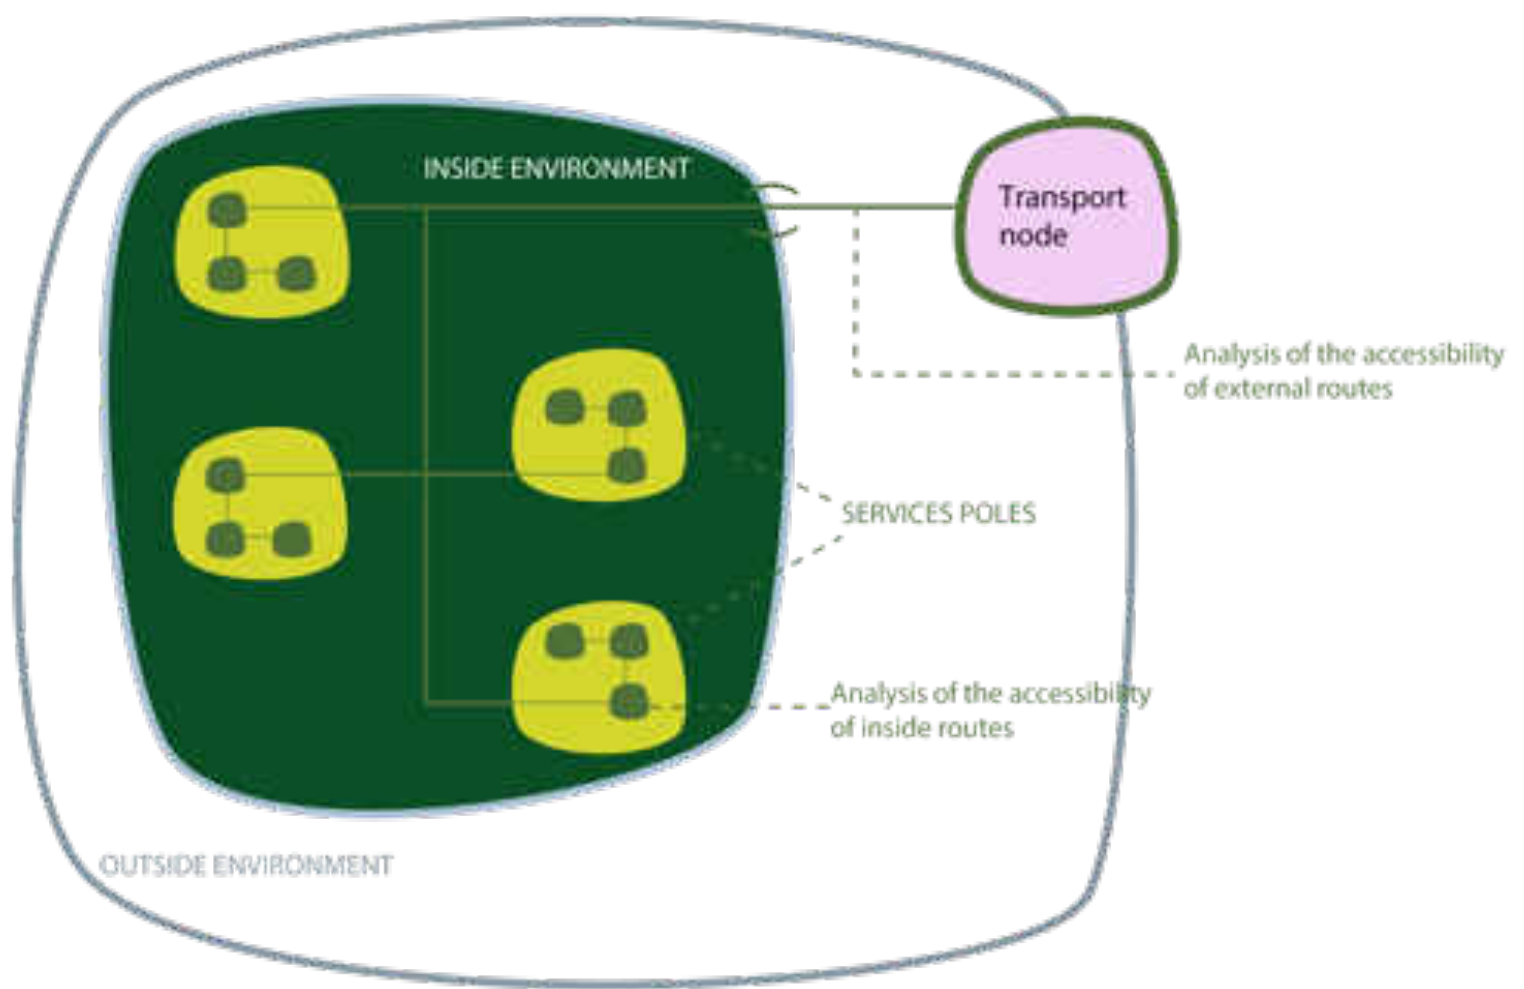 INSIDE ENVIRONMENT
Transport
node
Analysis of the accessibility
of external routes
SERVICES POLES
Analysis of the accessibility
of inside routes
OUTSIDE ENVIRONMENT